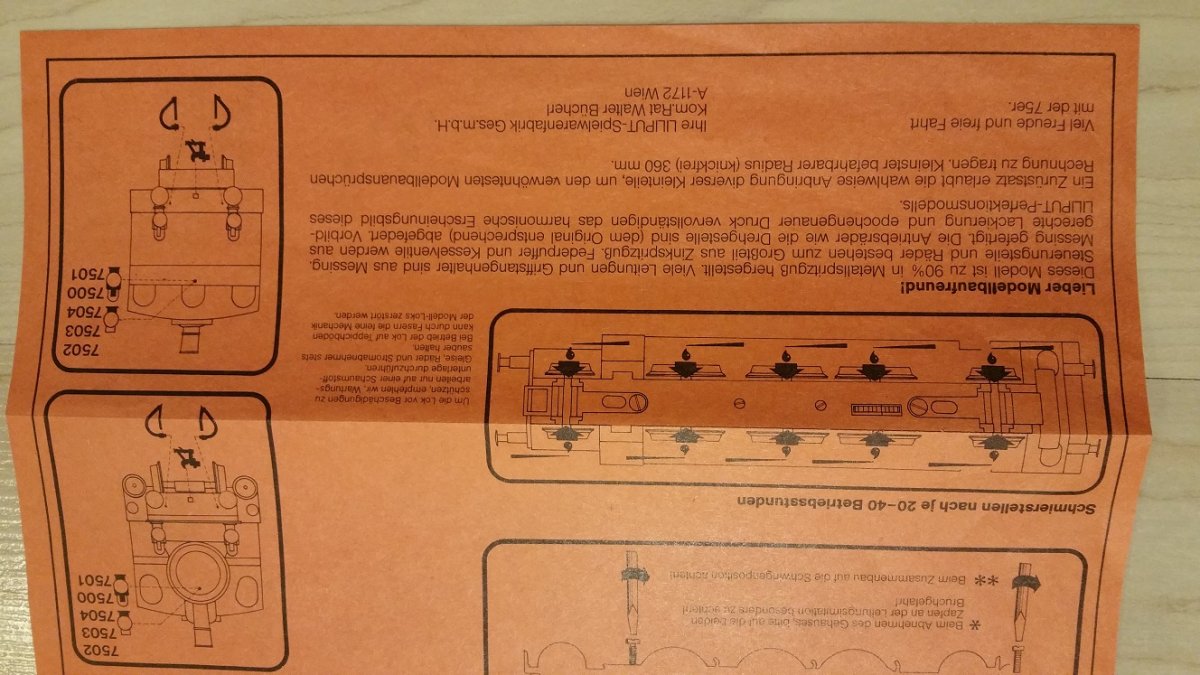 * Beim Abnehmen des Gehäuses, bitte, auf die beiden
Zapfen an der Leitungsimitation besonders zu achten!
Bruchgefahr!
** Beim Zusammenbau auf die Schwingenposition richten!
7502
7503
7504
7500
7501
Schmierstellen nach je 20–40 Betriebsstunden
Um die Lok vor Beschädigungen zu
schützen, empfehlen wir, Wartungs-
arbeiten nur auf einer Schaumstoff-
unterlage durchzuführen.
Gleise, Räder und Stromabnehmer stets
sauber halten.
Bei Betrieb der Lok auf Teppichböden
kann durch Fasern die feine Mechanik
der Modell-Loks zerstört werden.
7502
7503
7504
7500
7501
Lieber Modellbaufreund!
Dieses Modell ist zu 90% in Metallspritzguß hergestellt. Viele Leitungen und Griffstangenhalter sind aus Messing.
Steuerungsteile und Räder bestehen zum Großteil aus Zinkspritzguß. Federpuffer und Kesselventile werden aus
Messing gefertigt. Die Antriebsräder wie die Drehgestelle sind (dem Original entsprechend) abgefedert. Vorbild-
gerechte Lackierung und epochengenauer Druck vervollständigen das harmonische Erscheinungsbild dieses
LILIPUT-Perfektionsmodells.
Ein Zurüstsatz erlaubt die wahlweise Anbringung diverser Kleinteile, um den verwöhntesten Modellbauansprüchen
Rechnung zu tragen. Kleinster befahrbarer Radius (knickfrei) 360 mm.
Viel Freude und freie Fahrt
mit der 75er.
Ihre LILIPUT-Spielwarenfabrik Ges.m.b.H.
Kom.Rat Walter Bücherl
A-1172 Wien